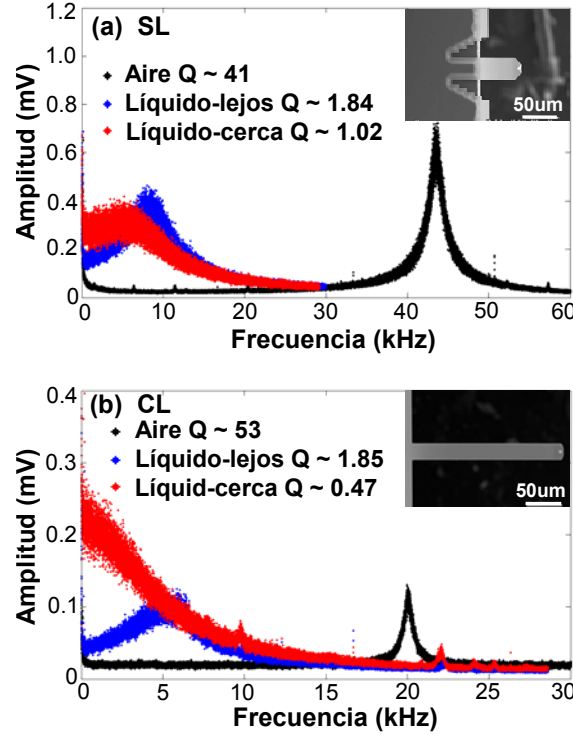 (a) SL
Aire Q ~ 41
Líquido-lejos Q ~ 1.84
Líquido-cerca Q ~ 1.02
50um
Amplitud (mV)
1.2
1.0
0.8
0.6
0.4
0.2
0
0 10 20 30 40 50 60
Frecuencia (kHz)
(b) CL
Aire Q ~ 53
Líquido-lejos Q ~ 1.85
Líquid-cerca Q ~ 0.47
50um
Amplitud (mV)
0.4
0.3
0.2
0.1
0
0 5 10 15 20 25 30
Frecuencia (kHz)